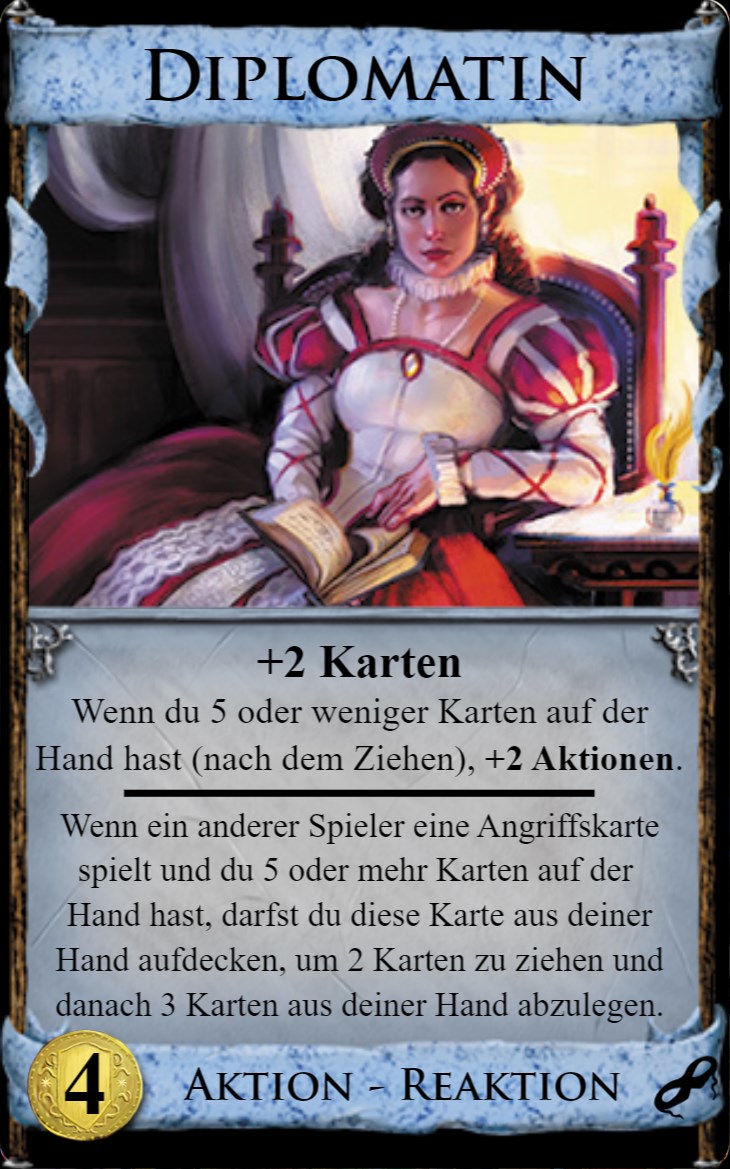 Diplomatin
+2 Karten
Wenn du 5 oder weniger Karten auf der
Hand hast (nach dem Ziehen), +2 Aktionen.
Wenn ein anderer Spieler eine Angriffskarte
spielt und du 5 oder mehr Karten auf der
Hand hast, darfst du diese Karte aus deiner
Hand aufdecken, um 2 Karten zu ziehen und
danach 3 Karten aus deiner Hand abzulegen.
4 Aktion - Reaktion